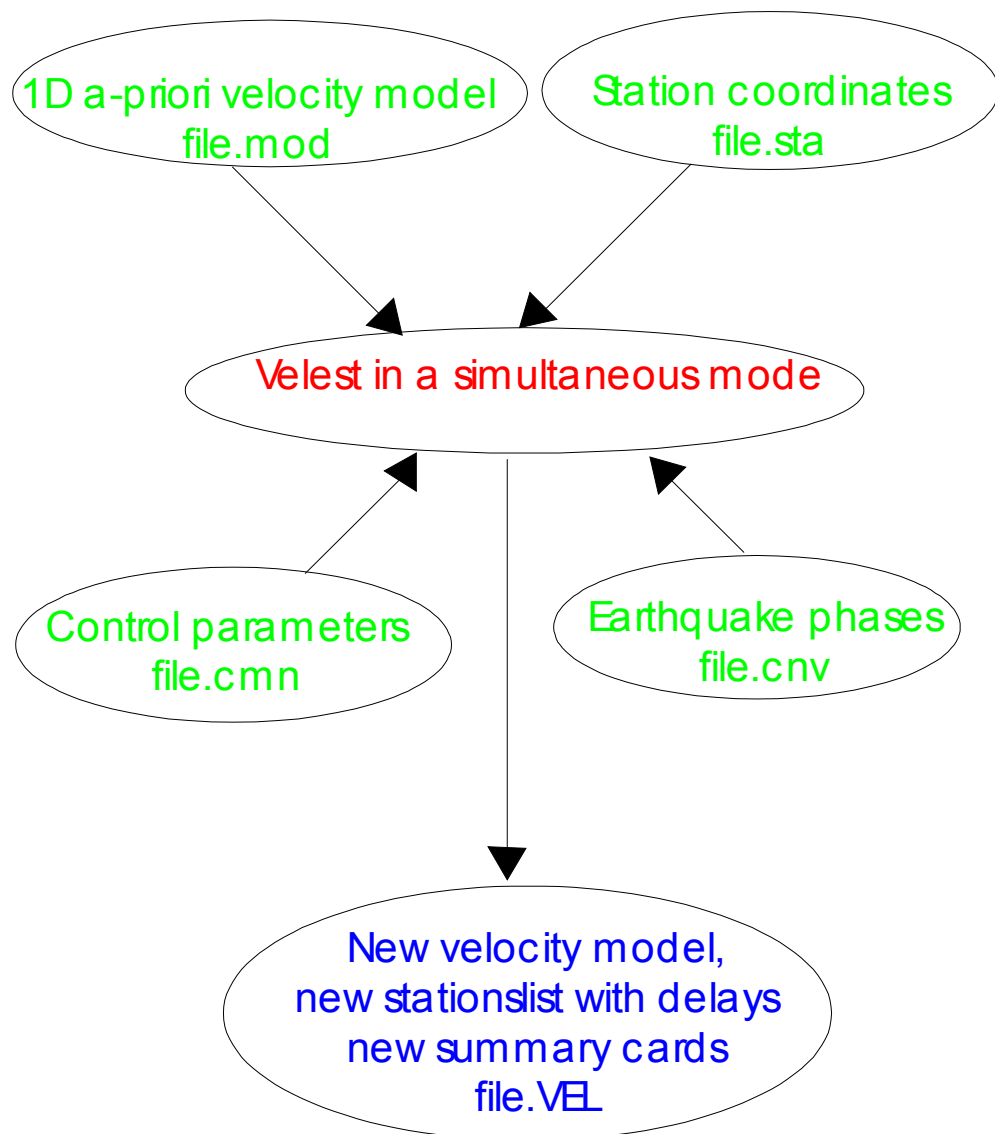 1D a-priori velocity model
file.mod
Station coordinates
file.sta
Velest in a simultaneous mode
Control parameters
file.cmn
Earthquake phases
file.cnv
New velocity model,
new stationslist with delays
new summary cards
file.VEL